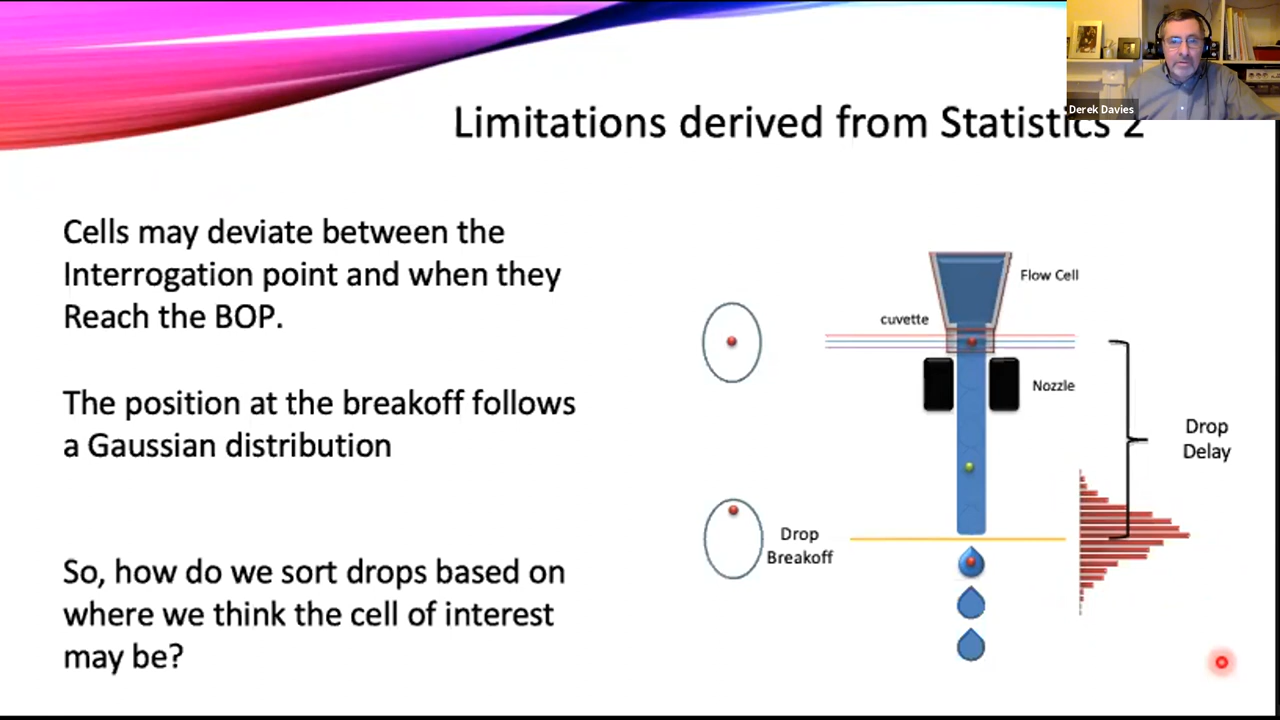 Derek Davies
Limitations derived from Statistics 2
Cells may deviate between the
Interrogation point and when they
Reach the BOP.
The position at the breakoff follows
a Gaussian distribution
So, how do we sort drops based on
where we think the cell of interest
may be?
Flow Cell
cuvette
Nozzle
Drop
Delay
Drop
Breakoff